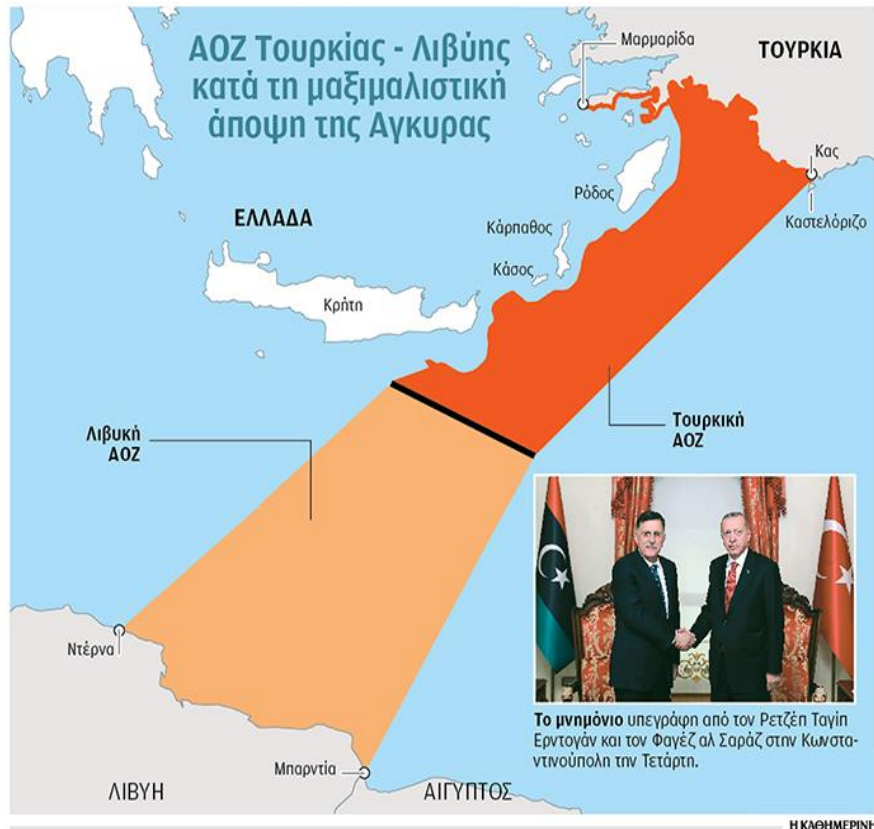 ΑΟΖ Τουρκίας - Λιβύης
κατά τη μαξιμαλιστική
άποψη της Αγκυρας
Μαρμαρίδα
ΤΟΥΡΚΙΑ
Κας
Καστελόριζο
Ρόδος
ΕΛΛΑΔΑ
Κάρπαθος
Κάσος
Κρήτη
Λιβυκή
ΑΟΖ
Τουρκική
ΑΟΖ
Ντέρνα
Το μνημόνιο υπεγράφη από τον Ρετζέπ Ταγίπ
Ερντογάν και τον Φαγέζ αλ Σαράζ στην Κωνστα-
ντινούπολη την Τετάρτη.
Μπαρντία
ΛΙΒΥΗ
ΑΙΓΥΠΤΟΣ
Η ΚΑΘΗΜΕΡΙΝΗ